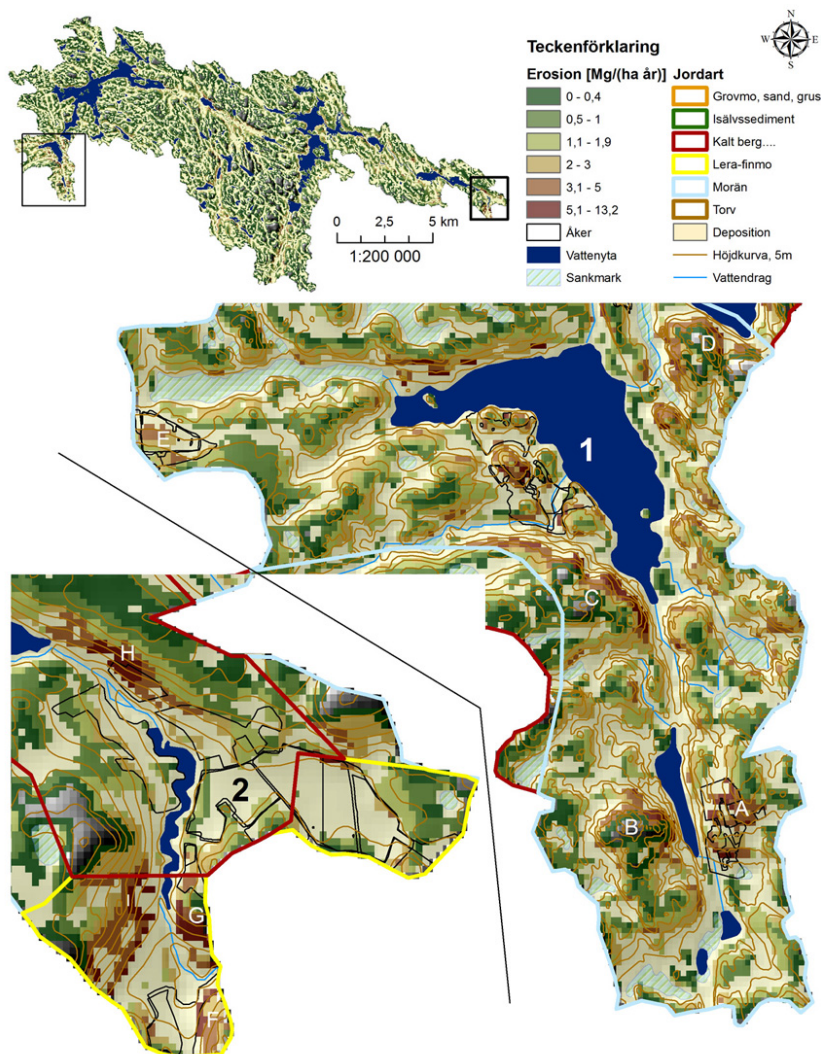 N
W E
S
Teckenförklaring
Erosion [Mg/(ha år)] Jordart
0 - 0,4 Grovmo, sand, grus
0,5 - 1 Isälvssediment
1,1 - 1,9 Kalt berg....
2 - 3 Lera-finmo
3,1 - 5 Morän
5,1 - 13,2 Torv
Åker Deposition
Vattenyta Höjdkurva, 5m
Sankmark Vattendrag
0 2,5 5 km
1:200 000
D
E
1
C
H
2
A
B
G
F